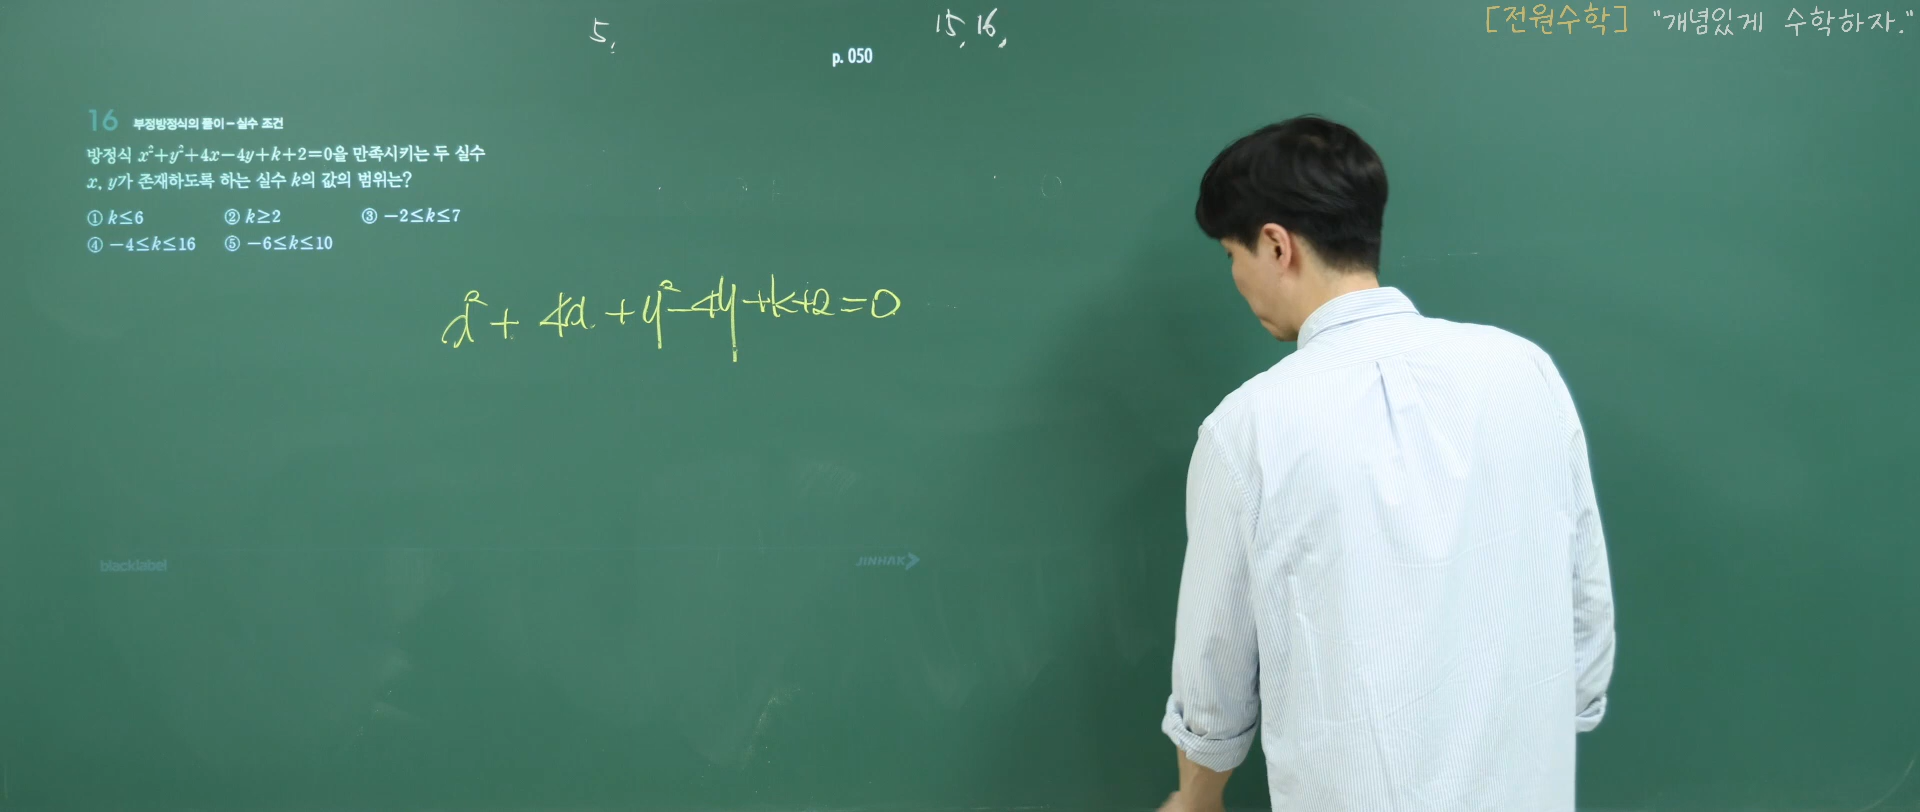 5,
15, 16,
[전원수학] "개념있게 수학하자."
p. 050
16 부정방정식의 풀이-실수 조건
방정식 x²+y²+4x-4y+k+2=0을 만족시키는 두 실수
x, y가 존재하도록 하는 실수 k의 값의 범위는?
① k≤6 ② k≥2 ③ -2≤k≤7
④ -4≤k≤16 ⑤ -6≤k≤10
x²+4x+y²-4y+k+2=0
blacklabel
JINHAK